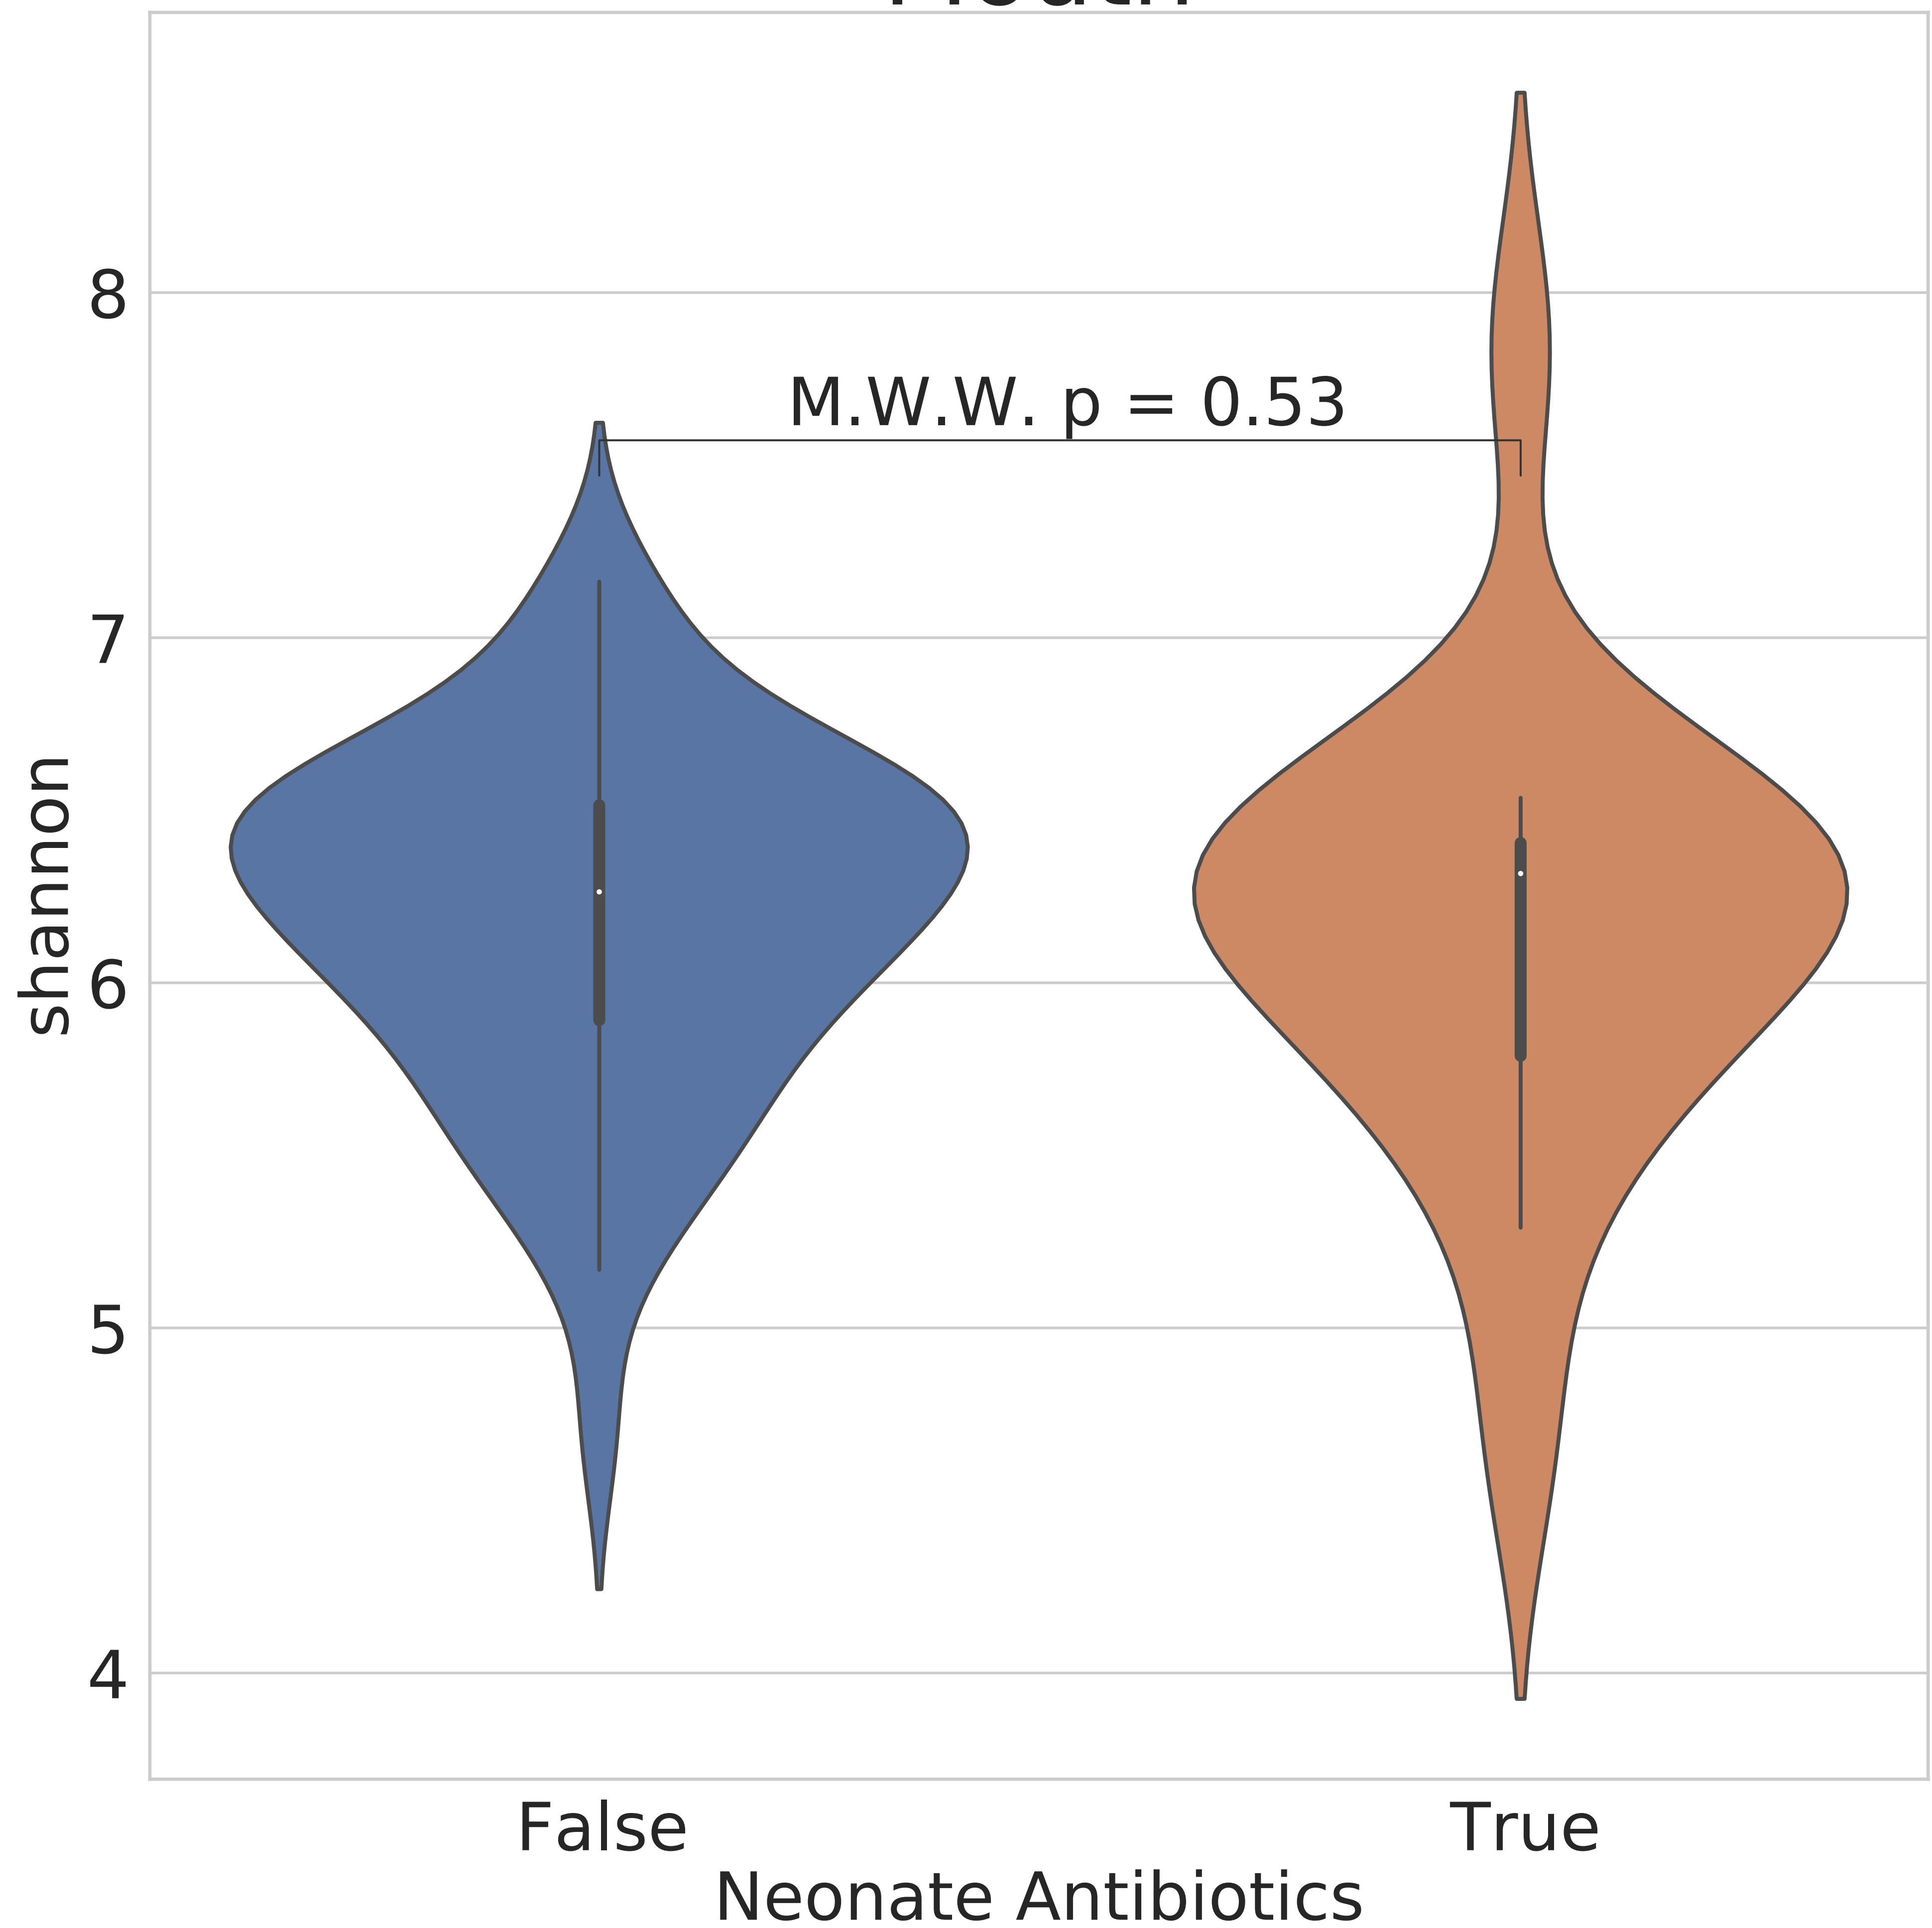 8
M.W.W. p = 0.53
7
shannon
6
5
4
False True
Neonate Antibiotics